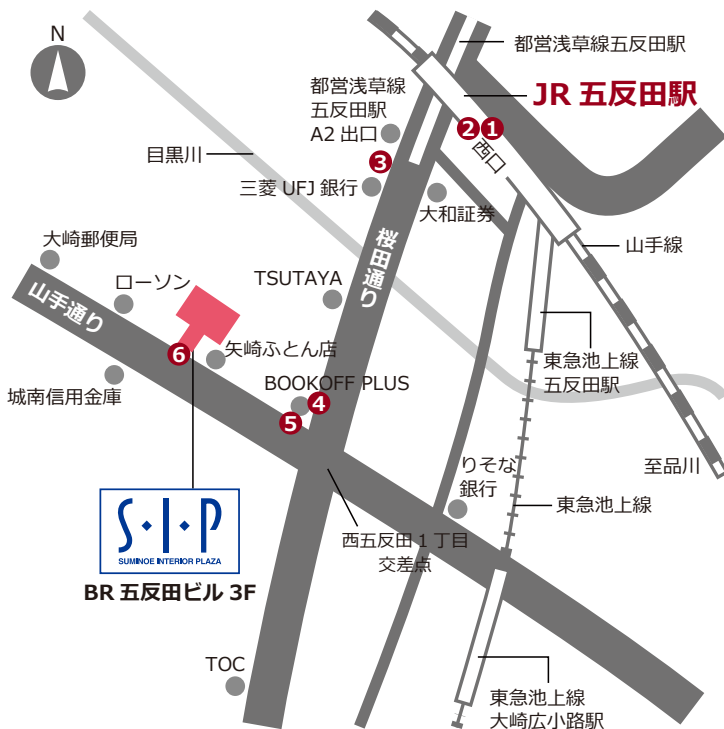 N
都営浅草線五反田駅
JR 五反田駅
都営浅草線
五反田駅
A2 出口
2
1
西口
3
目黒川
三菱 UFJ 銀行
大和証券
大崎郵便局
ローソン
TSUTAYA
桜田通り
山手線
山手通り
6
矢崎ふとん店
東急池上線
五反田駅
城南信用金庫
BOOKOFF PLUS
4
5
りそな
銀行
至品川
東急池上線
S・I・P
SUMINOE INTERIOR PLAZA
西五反田 1 丁目
交差点
BR 五反田ビル 3F
TOC
東急池上線
大崎広小路駅